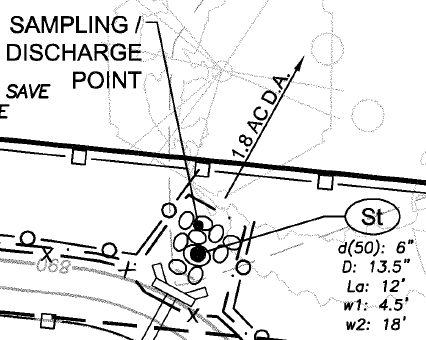 SAMPLING /
DISCHARGE
POINT
SAVE
E
1.8 AC D.A.
St
d(50): 6"
D: 13.5"
La: 12'
w1: 4.5'
w2: 18'
890
X
X